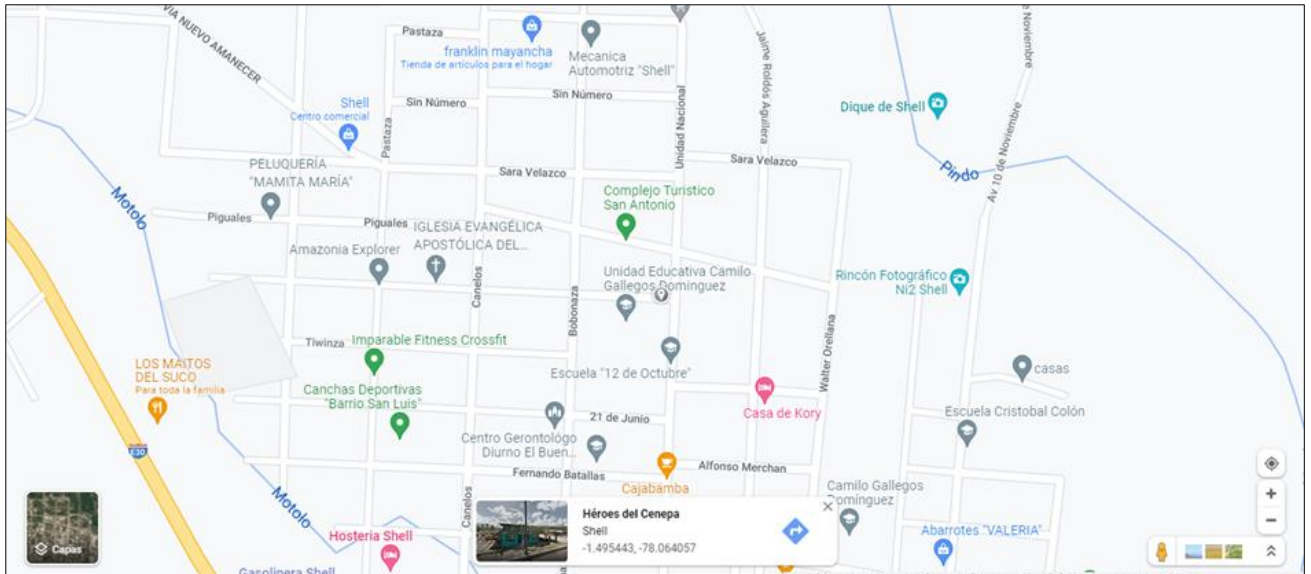 VIA NUEVO AMANECER
Pastaza
franklin mayancha
Tienda de artículos para el hogar
Mecanica
Automotriz "Shell"
Jaime Roldós Aguilera
de Noviembre
Sin Número
Sin Número
Shell
Centro comercial
Pastaza
Unidad Nacional
Dique de Shell
Av 10 de Noviembre
Pindo
PELUQUERÍA
"MAMITA MARÍA"
Sara Velazco
Sara Velazco
Motolo
Piguales
Piguales
Complejo Turistico
San Antonio
IGLESIA EVANGÉLICA
APOSTÓLICA DEL...
Amazonia Explorer
Canelos
Bobonaza
Unidad Educativa Camilo
Gallegos Dominguez
Rincón Fotográfico
Ni2 Shell
Tiwinza
Imparable Fitness Crossfit
Walter Orellana
LOS MAITOS
DEL SUCO
Para toda la familia
Escuela "12 de Octubre"
casas
Canchas Deportivas
"Barrio San Luis"
Casa de Kory
21 de Junio
Escuela Cristobal Colón
E30
Centro Gerontológo
Diurno El Buen...
Fernando Batallas
Alfonso Merchan
Cajabamba
Camilo Gallegos
Domínguez
Motolo
Canelos
Héroes del Cenepa
Shell
-1.495443, -78.064057
Hosteria Shell
Abarrotes "VALERIA"
Capas
Gasolinera Shell